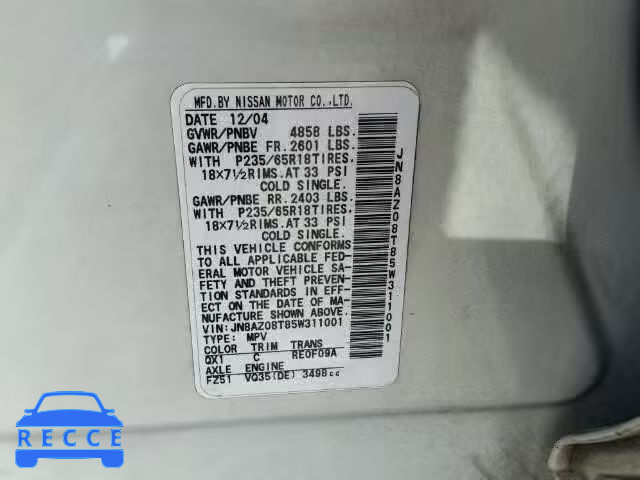 MFD.BY NISSAN MOTOR CO.,LTD.
DATE 12/04
GVWR/PNBV 4858 LBS.
GAWR/PNBE FR.2601 LBS.
WITH P235/65R18TIRES.
18X7½RIMS.AT 33 PSI
COLD SINGLE.
GAWR/PNBE RR.2403 LBS.
WITH P235/65R18TIRES.
18X7½RIMS.AT 33 PSI
COLD SINGLE.
THIS VEHICLE CONFORMS
TO ALL APPLICABLE FED-
ERAL MOTOR VEHICLE SA-
FETY AND THEFT PREVEN-
TION STANDARDS IN EFF-
ECT ON THE DATE OF MA-
NUFACTURE SHOWN ABOVE.
VIN:JN8AZ08T85W311001
TYPE: MPV
COLOR TRIM TRANS
QX1 C RE0F09A
AXLE ENGINE
FZ51 VQ35(DE) 3498cc
JN8AZ08T85W311001
RECCE